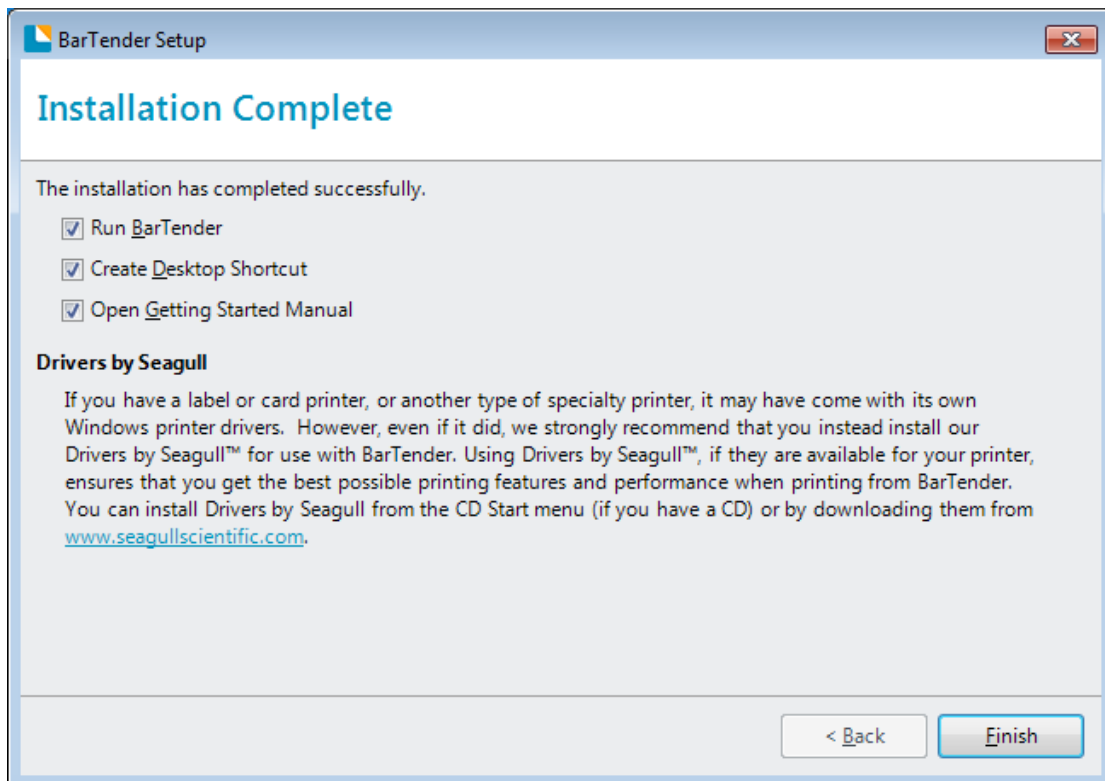 BarTender Setup
Installation Complete
The installation has completed successfully.
Run BarTender
Create Desktop Shortcut
Open Getting Started Manual
Drivers by Seagull
If you have a label or card printer, or another type of specialty printer, it may have come with its own
Windows printer drivers.  However, even if it did, we strongly recommend that you instead install our
Drivers by Seagull™ for use with BarTender. Using Drivers by Seagull™, if they are available for your printer,
ensures that you get the best possible printing features and performance when printing from BarTender.
You can install Drivers by Seagull from the CD Start menu (if you have a CD) or by downloading them from
www.seagullscientific.com.
< Back
Finish